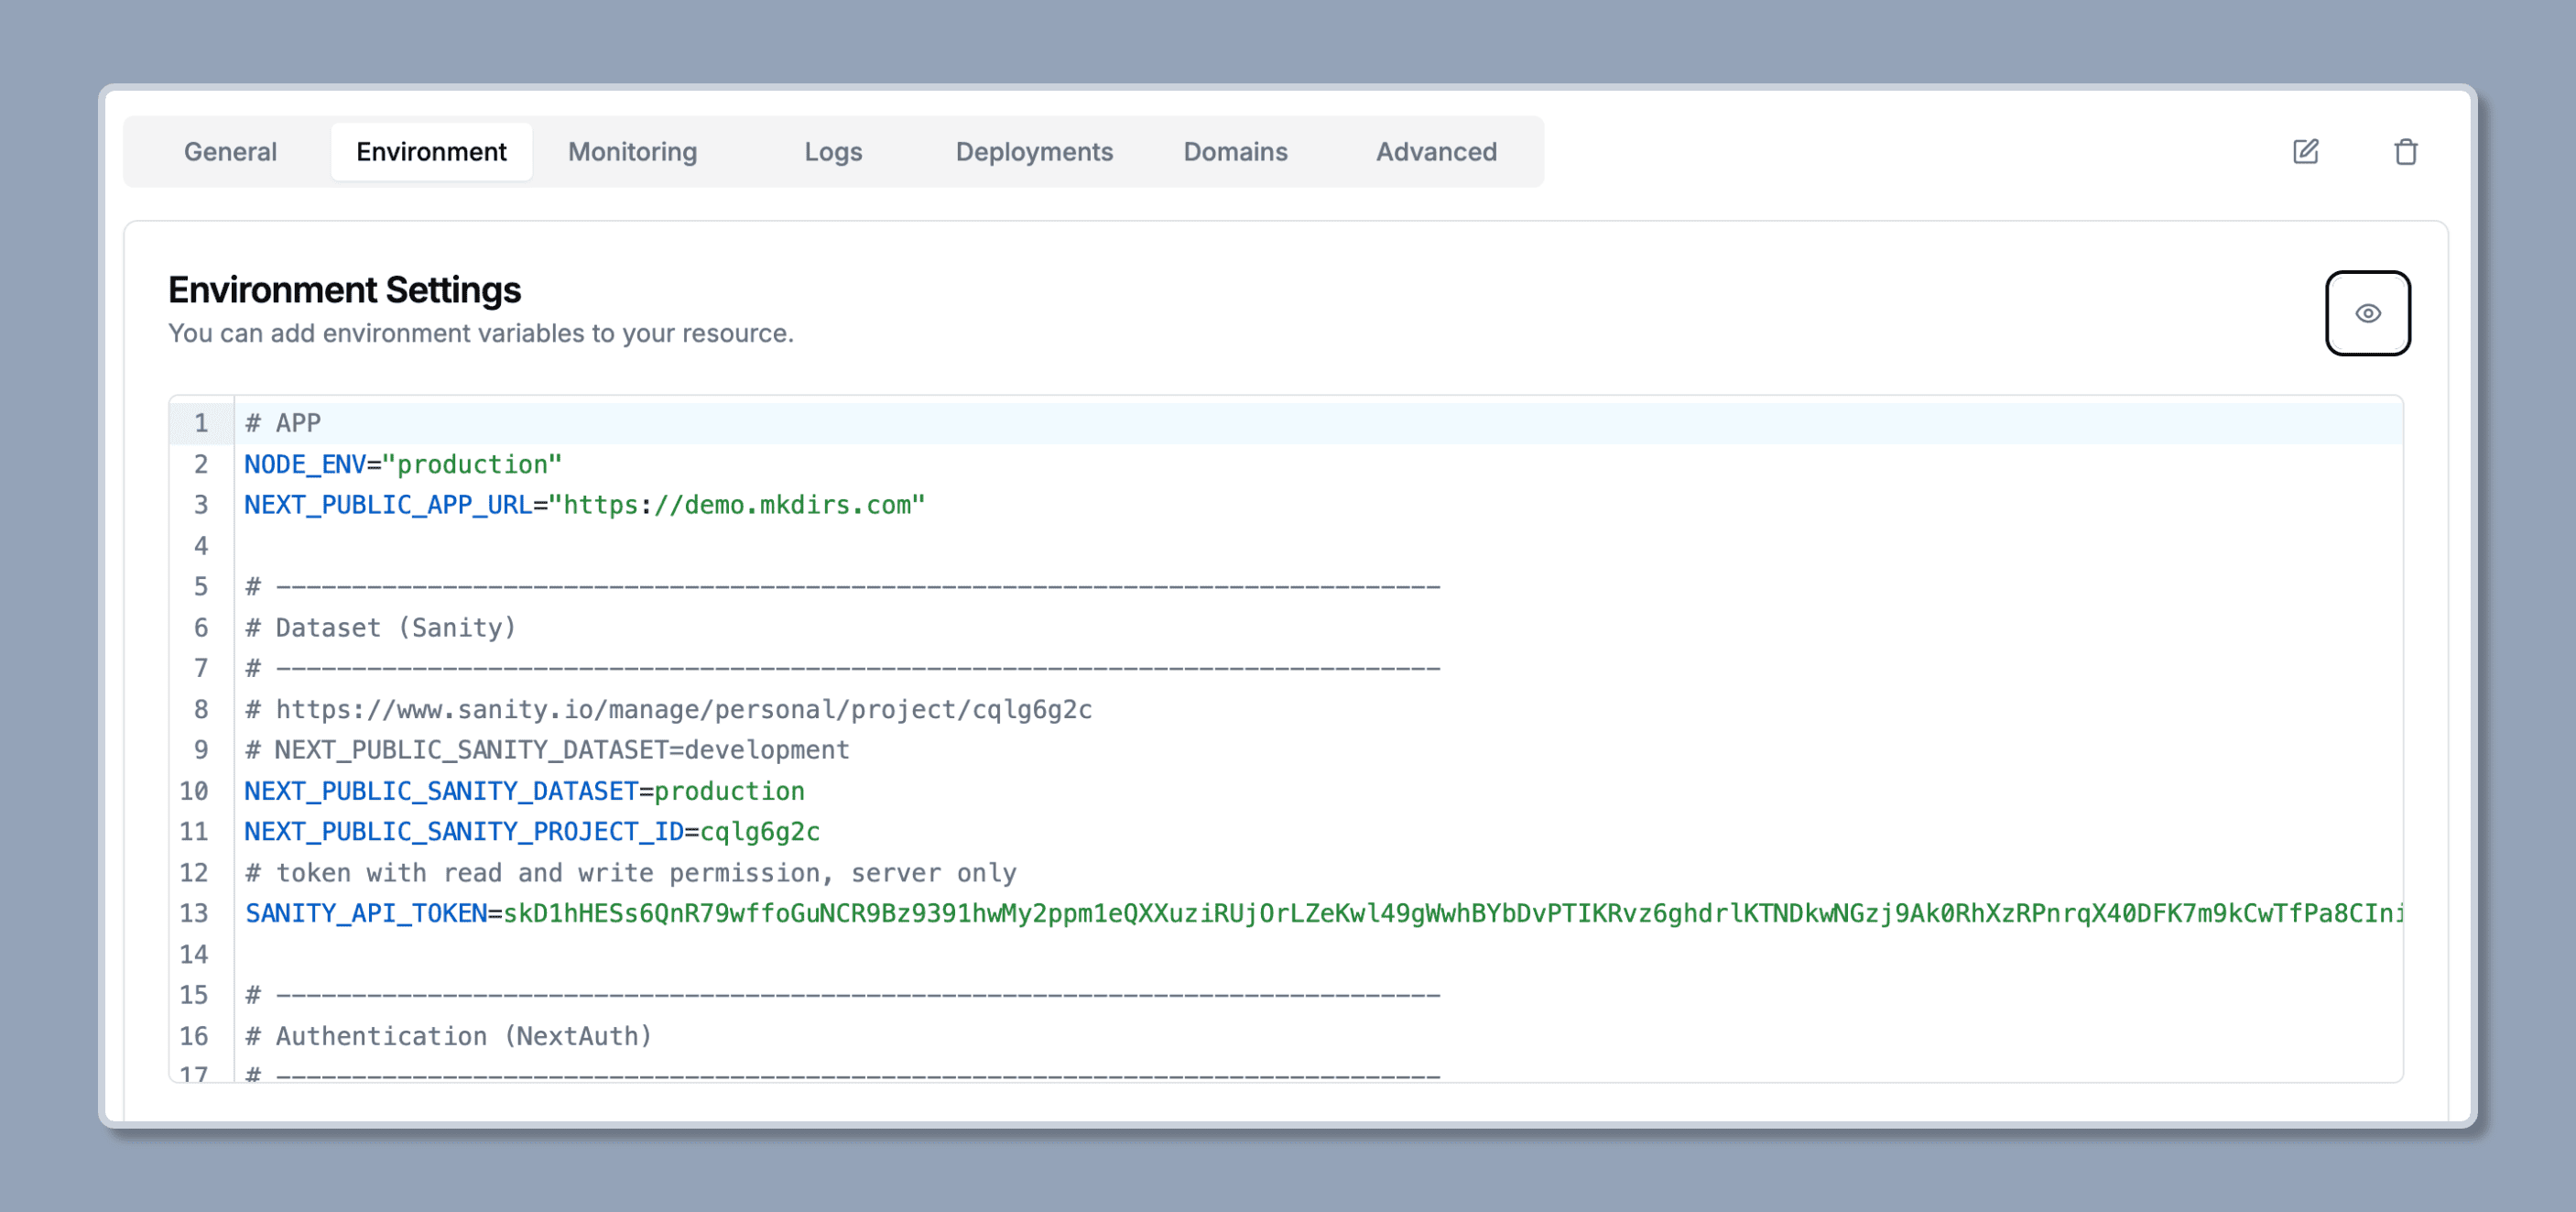 General Environment Monitoring Logs Deployments Domains Advanced
Environment Settings
You can add environment variables to your resource.
1 # APP
2 NODE_ENV="production"
3 NEXT_PUBLIC_APP_URL="https://demo.mkdirs.com"
4
5 # -----------------------------------------------------------------------------
6 # Dataset (Sanity)
7 # -----------------------------------------------------------------------------
8 # https://www.sanity.io/manage/personal/project/cqlg6g2c
9 # NEXT_PUBLIC_SANITY_DATASET=development
10 NEXT_PUBLIC_SANITY_DATASET=production
11 NEXT_PUBLIC_SANITY_PROJECT_ID=cqlg6g2c
12 # token with read and write permission, server only
13 SANITY_API_TOKEN=skD1hHESs6QnR79wffoGuNCR9Bz9391hwMy2ppm1eQXXuziRUjOrLZeKwl49gWwhBYbDvPTIKRvz6ghdrlKTNDkwNGzj9Ak0RhXzRPnrqX40DFK7m9kCwTfPa8CIni
14
15 # -----------------------------------------------------------------------------
16 # Authentication (NextAuth)
17 # -----------------------------------------------------------------------------